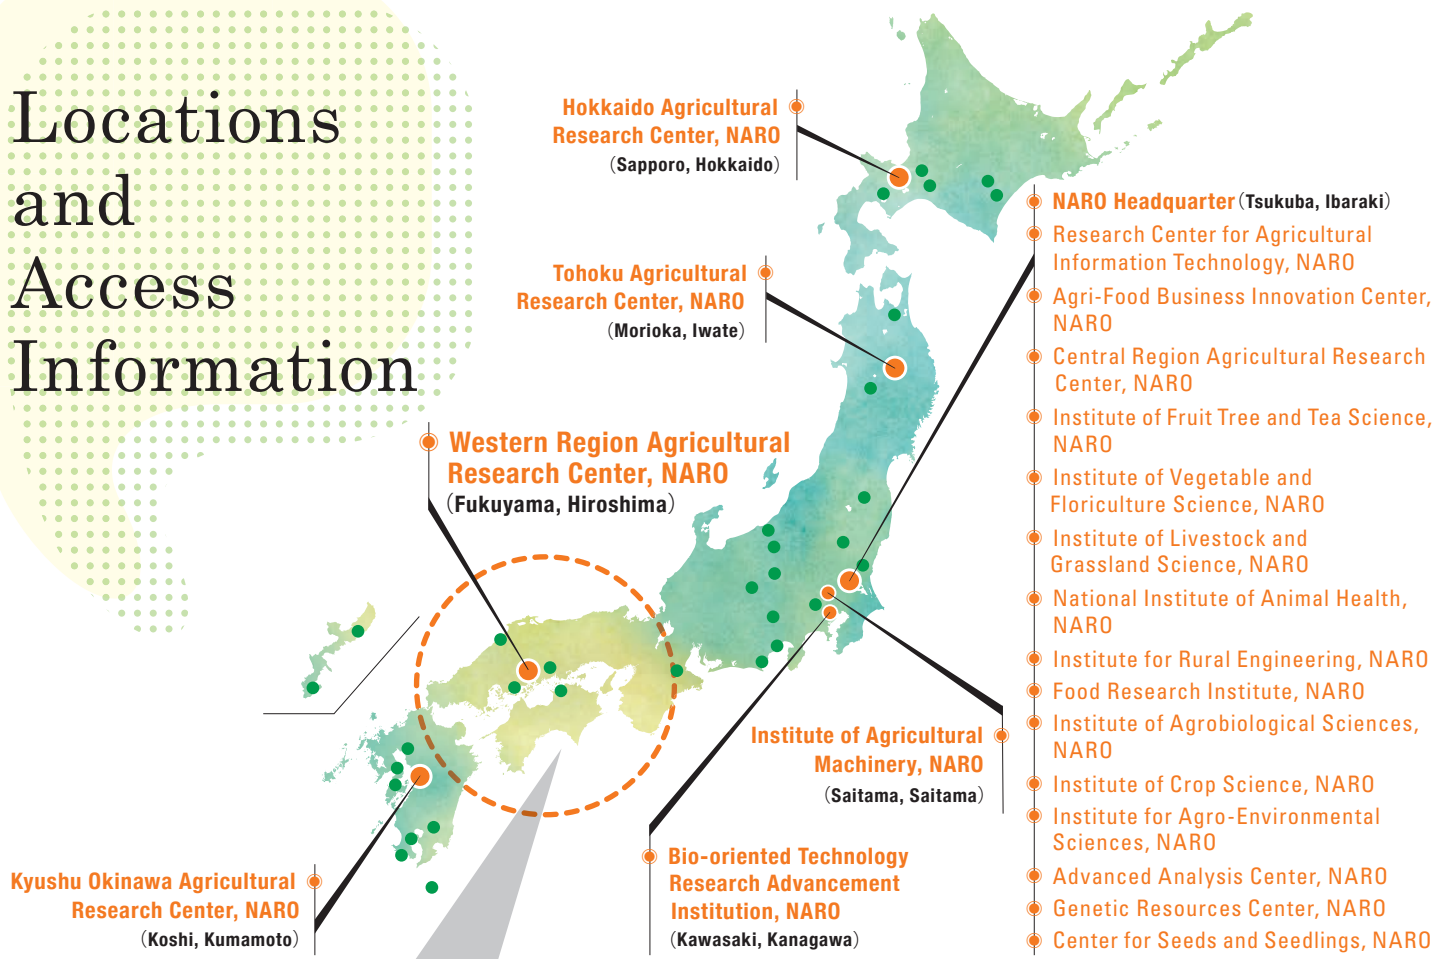 Locations
and
Access
Information
Hokkaido Agricultural
Research Center, NARO
(Sapporo, Hokkaido)
Tohoku Agricultural
Research Center, NARO
(Morioka, Iwate)
Western Region Agricultural
Research Center, NARO
(Fukuyama, Hiroshima)
Kyushu Okinawa Agricultural
Research Center, NARO
(Koshi, Kumamoto)
Institute of Agricultural
Machinery, NARO
(Saitama, Saitama)
Bio-oriented Technology
Research Advancement
Institution, NARO
(Kawasaki, Kanagawa)
NARO Headquarter (Tsukuba, Ibaraki)
Research Center for Agricultural
Information Technology, NARO
Agri-Food Business Innovation Center,
NARO
Central Region Agricultural Research
Center, NARO
Institute of Fruit Tree and Tea Science,
NARO
Institute of Vegetable and
Floriculture Science, NARO
Institute of Livestock and
Grassland Science, NARO
National Institute of Animal Health,
NARO
Institute for Rural Engineering, NARO
Food Research Institute, NARO
Institute of Agrobiological Sciences,
NARO
Institute of Crop Science, NARO
Institute for Agro-Environmental
Sciences, NARO
Advanced Analysis Center, NARO
Genetic Resources Center, NARO
Center for Seeds and Seedlings, NARO